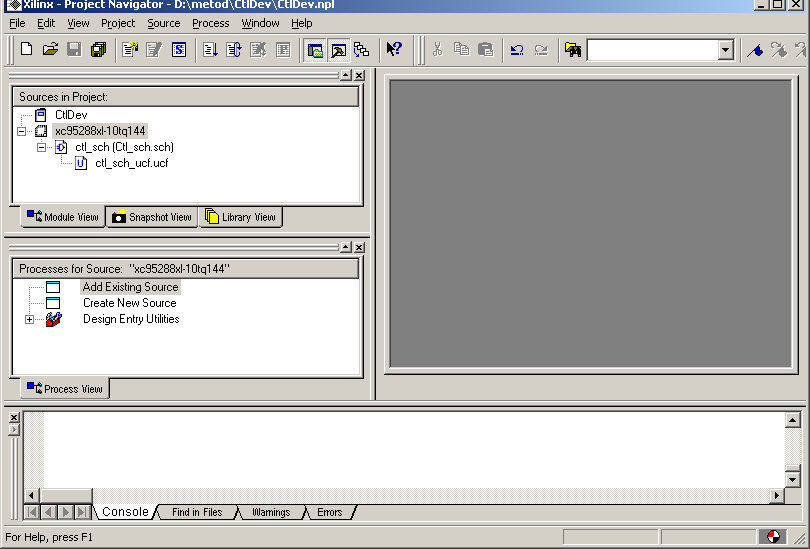 Xilinx - Project Navigator - D:\metod\CtlDev\CtlDev.npl
File Edit View Project Source Process Window Help
Sources in Project:
CtlDev
xc95288xl-10tq144
ctl_sch (Ctl_sch.sch)
ctl_sch_ucf.ucf
Module View Snapshot View Library View
Processes for Source: "xc95288xl-10tq144"
Add Existing Source
Create New Source
Design Entry Utilities
Process View
Console Find in Files Warnings Errors
For Help, press F1